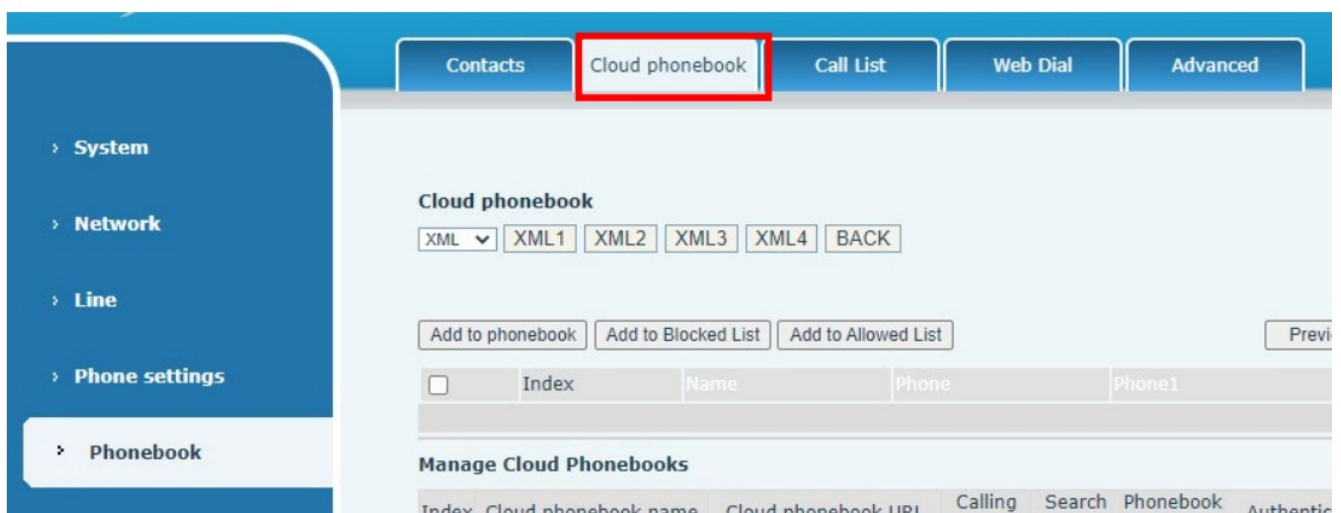 Contacts Cloud phonebook Call List Web Dial Advanced
System
Network
Line
Phone settings
Phonebook
Cloud phonebook
XML XML1 XML2 XML3 XML4 BACK
Add to phonebook Add to Blocked List Add to Allowed List Previ
Index Name Phone Phone1
Manage Cloud Phonebooks
Index Cloud phonebook name Cloud phonebook URL Calling Search Phonebook Authentic